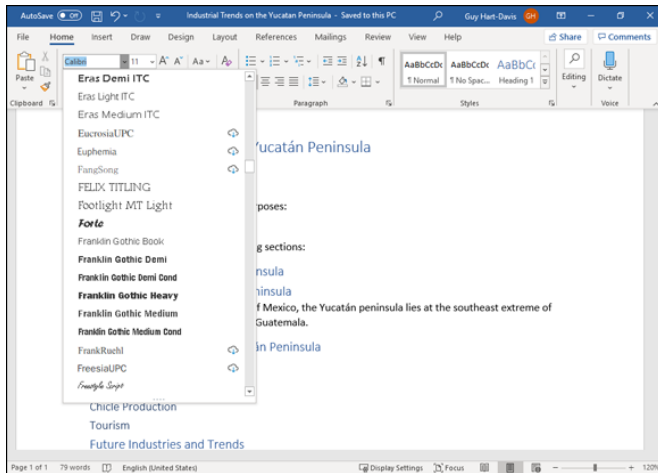 AutoSave Off Industrial Trends on the Yucatan Peninsula - Saved to this PC Guy Hart-Davis GH
File Home Insert Draw Design Layout References Mailings Review View Help Share Comments
Calibri 11 A^ A˅ Aa A
Paste
AaBbCcDc AaBbCcDc AaBbCc
¶ Normal ¶ No Spac... Heading 1
Editing Dictate
Clipboard Paragraph Styles Voice
Eras Demi ITC
Eras Light ITC
Eras Medium ITC
EucrosiaUPC
Euphemia
FangSong
FELIX TITLING
Footlight MT Light
Forte
Franklin Gothic Book
Franklin Gothic Demi
Franklin Gothic Demi Cond
Franklin Gothic Heavy
Franklin Gothic Medium
Franklin Gothic Medium Cond
FrankRuehl
FreesiaUPC
Freestyle Script
Yucatán Peninsula
rposes:
g sections:
nsula
ninsula
f Mexico, the Yucatán peninsula lies at the southeast extreme of
Guatemala.
án Peninsula
Chicle Production
Tourism
Future Industries and Trends
Page 1 of 1 79 words English (United States) Display Settings Focus 120%